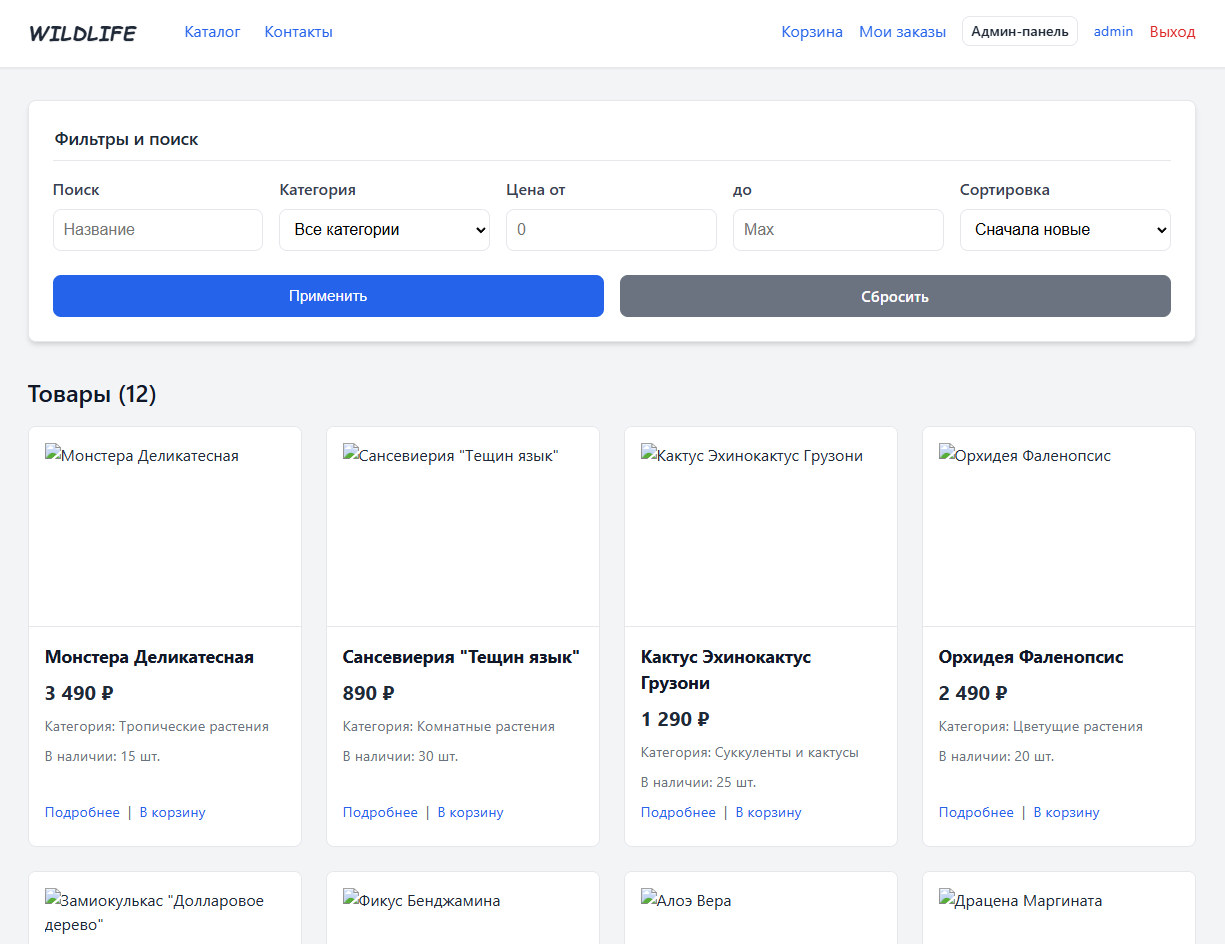 WILDLIFE Каталог Контакты Корзина Мои заказы Админ-панель admin Выход
Фильтры и поиск
Поиск Категория Цена от до Сортировка
Название Все категории 0 Max Сначала новые
Применить Сбросить
Товары (12)
Монстера Деликатесная
Сансевиерия "Тещин язык"
Кактус Эхинокактус Грузони
Орхидея Фаленопсис
Монстера Деликатесная
3 490 ₽
Категория: Тропические растения
В наличии: 15 шт.
Подробнее | В корзину
Сансевиерия "Тещин язык"
890 ₽
Категория: Комнатные растения
В наличии: 30 шт.
Подробнее | В корзину
Кактус Эхинокактус
Грузони
1 290 ₽
Категория: Суккуленты и кактусы
В наличии: 25 шт.
Подробнее | В корзину
Орхидея Фаленопсис
2 490 ₽
Категория: Цветущие растения
В наличии: 20 шт.
Подробнее | В корзину
Замиокулькас "Долларовое
дерево"
Фикус Бенджамина
Алоэ Вера
Драцена Маргината